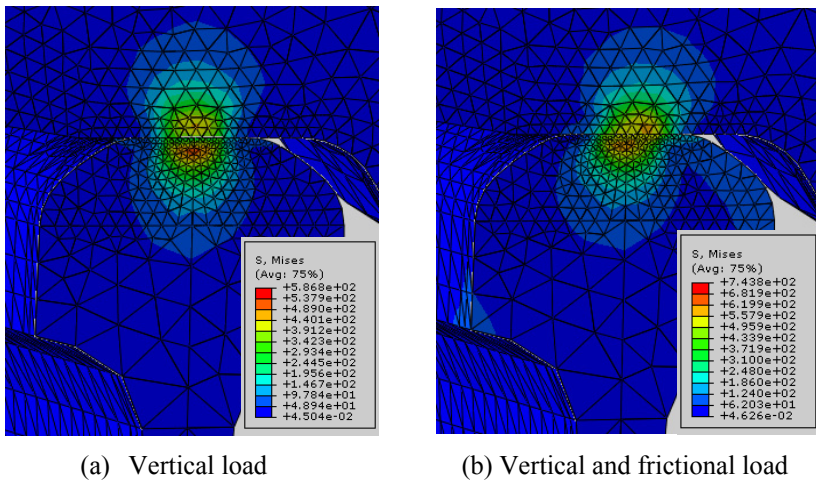 S, Mises
(Avg: 75%)
+5.868e+02
+5.379e+02
+4.890e+02
+4.401e+02
+3.912e+02
+3.423e+02
+2.934e+02
+2.445e+02
+1.956e+02
+1.467e+02
+9.784e+01
+4.894e+01
+4.504e-02
S, Mises
(Avg: 75%)
+7.438e+02
+6.819e+02
+6.199e+02
+5.579e+02
+4.959e+02
+4.339e+02
+3.719e+02
+3.100e+02
+2.480e+02
+1.860e+02
+1.240e+02
+6.203e+01
+4.626e-02
(a) Vertical load
(b) Vertical and frictional load